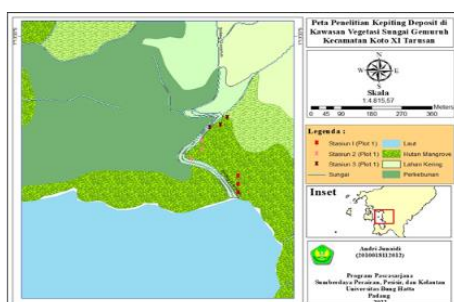 Peta Penelitian Kepiting Deposit di
Kawasan Vegetasi Sungai Gemuruh
Kecamatan Koto XI Tarusan
N
W
E
S
Skala
1:4.615,57
Meters
0 45 90 180 270 360
Legenda :
Stasiun 1 (Plot 1)
Stasiun 2 (Plot 1)
Stasiun 3 (Plot 1)
Sungai
Laut
Hutan Mangrove
Lahan Kering
Perkebunan
Inset
Andri Junaidi
(2010018112012)
Program Pascasarjana
Sumberdaya Perairan, Pesisir, dan Kelautan
Universitas Bung Hatta
Padang